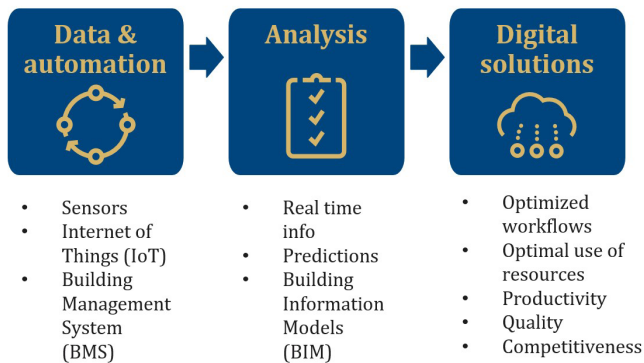 Data &
automation
Analysis
Digital
solutions
• Sensors
• Internet of
Things (IoT)
• Building
Management
System
(BMS)
• Real time
info
• Predictions
• Building
Information
Models
(BIM)
• Optimized
workflows
• Optimal use of
resources
• Productivity
• Quality
• Competitiveness